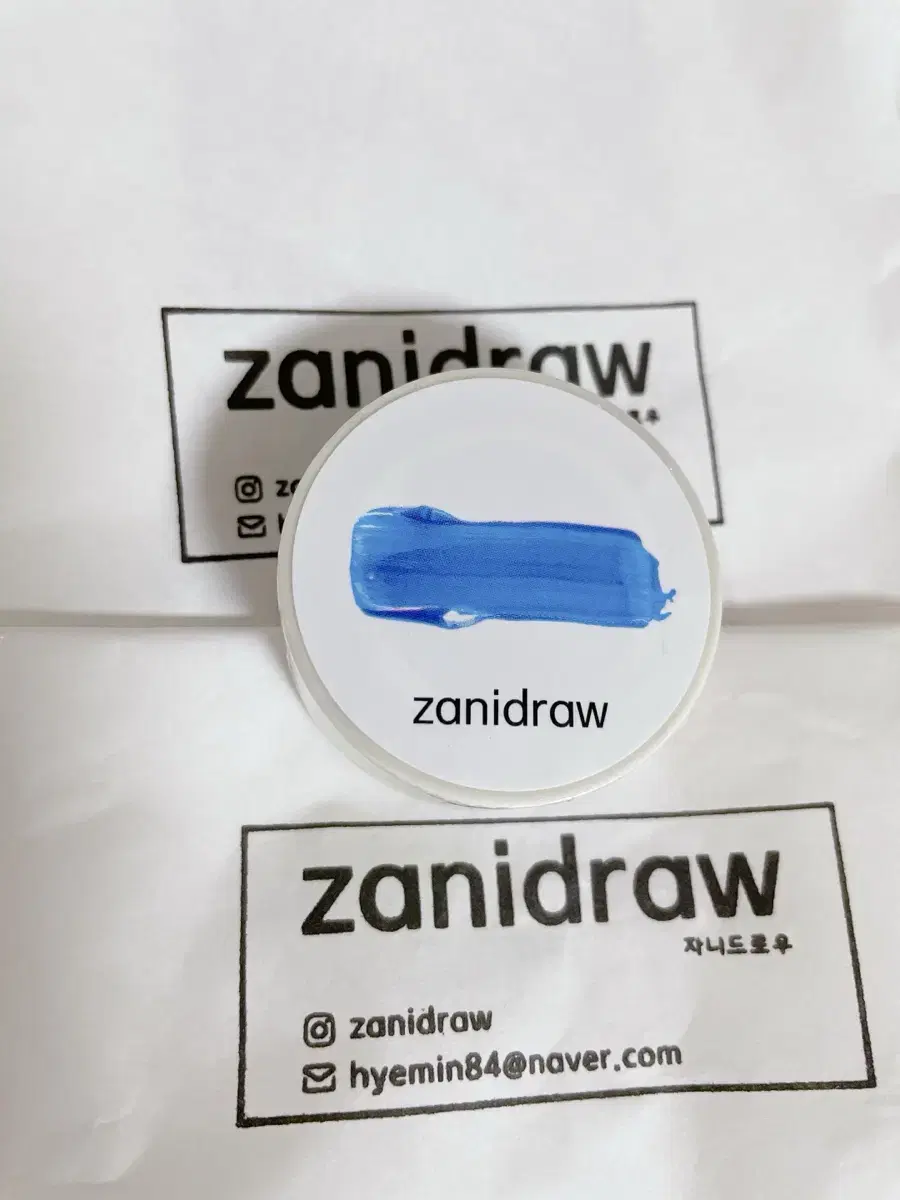 zanidraw
zanidraw
zanidraw
자니드로우
zanidraw
hyemin84@naver.com